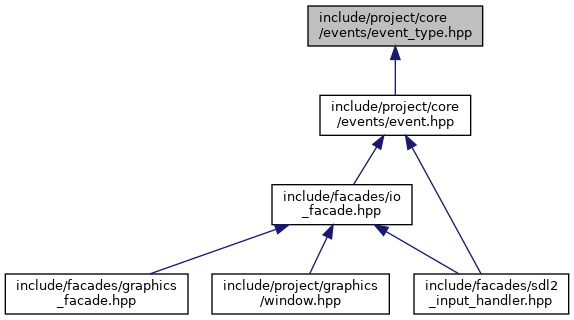 include/project/core
/events/event_type.hpp
include/project/core
/events/event.hpp
include/facades/io
_facade.hpp
include/facades/graphics
_facade.hpp
include/project/graphics
/window.hpp
include/facades/sdl2
_input_handler.hpp